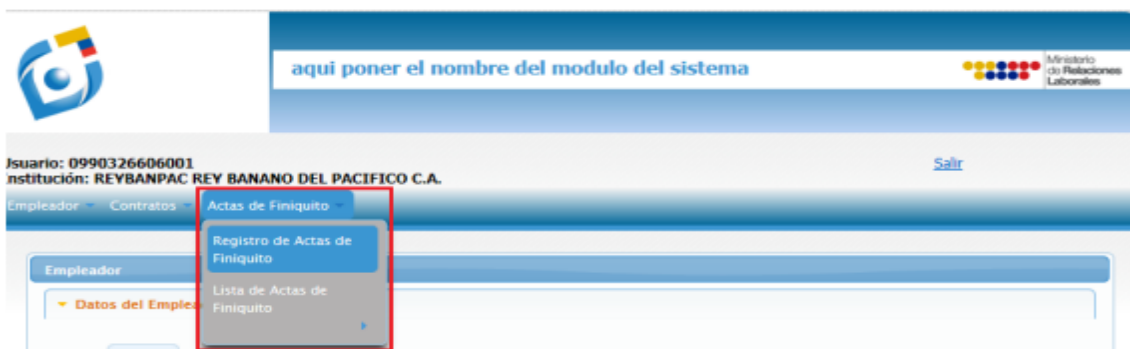 aqui poner el nombre del modulo del sistema
Ministerio
de Relaciones
Laborales
Usuario: 0990326606001
Salir
nstitución: REYBANPAC REY BANANO DEL PACIFICO C.A.
Empleador
Contratos
Actas de Finiquito
Registro de Actas de
Finiquito
Empleador
Lista de Actas de
Finiquito
Datos del Emplea